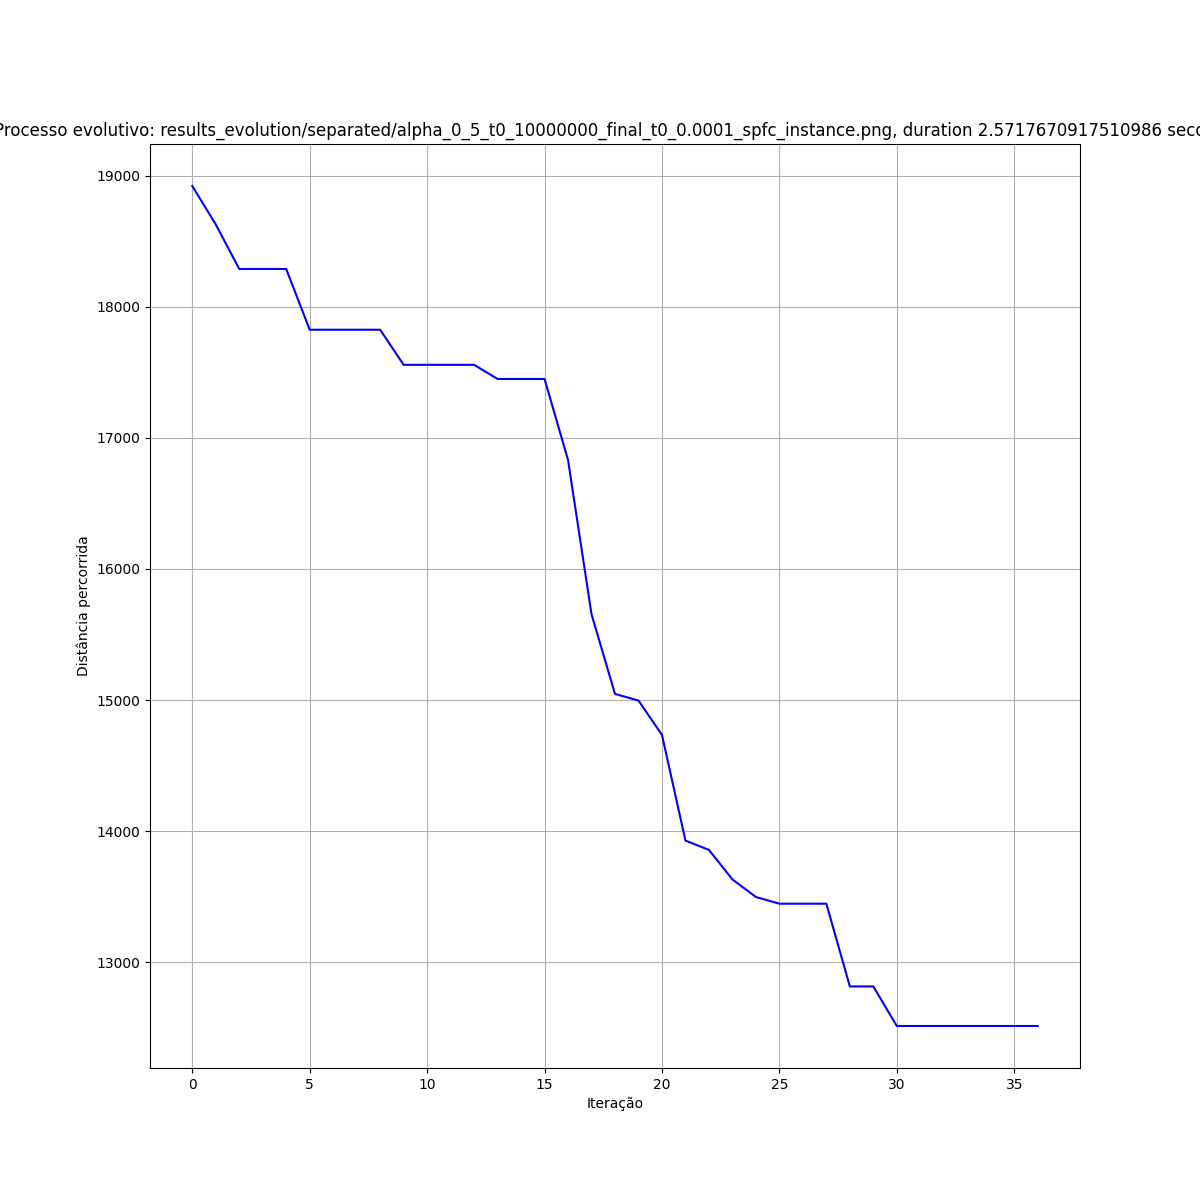 Processo evolutivo: results_evolution/separated/alpha_0_5_t0_10000000_final_t0_0.0001_spfc_instance.png, duration 2.5717670917510986
19000
18000
17000
16000
15000
14000
13000
Distância percorrida
0 5 10 15 20 25 30 35
Iteração